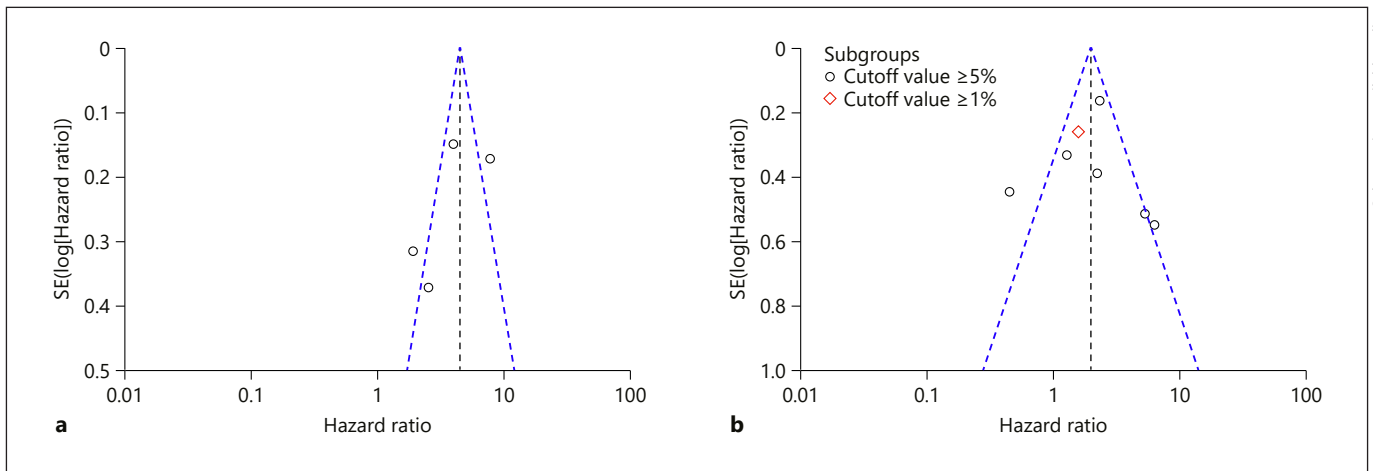 0
0.1
0.2
0.3
0.4
0.5
SE(log[Hazard ratio])
0.01
0.1
1
10
100
Hazard ratio
a
Subgroups
Cutoff value ≥5%
Cutoff value ≥1%
0
0.2
0.4
0.6
0.8
1.0
SE(log[Hazard ratio])
0.01
0.1
1
10
100
Hazard ratio
b